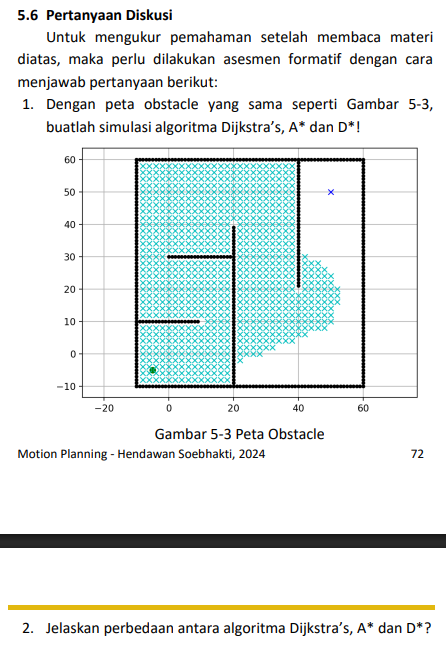 5.6 Pertanyaan Diskusi
Untuk mengukur pemahaman setelah membaca materi
diatas, maka perlu dilakukan asesmen formatif dengan cara
menjawab pertanyaan berikut:
1. Dengan peta obstacle yang sama seperti Gambar 5-3,
buatlah simulasi algoritma Dijkstra’s, A* dan D*!
60
50
40
30
20
10
0
−10
−20 0 20 40 60
Gambar 5-3 Peta Obstacle
Motion Planning - Hendawan Soebhakti, 2024 72
2. Jelaskan perbedaan antara algoritma Dijkstra’s, A* dan D*?